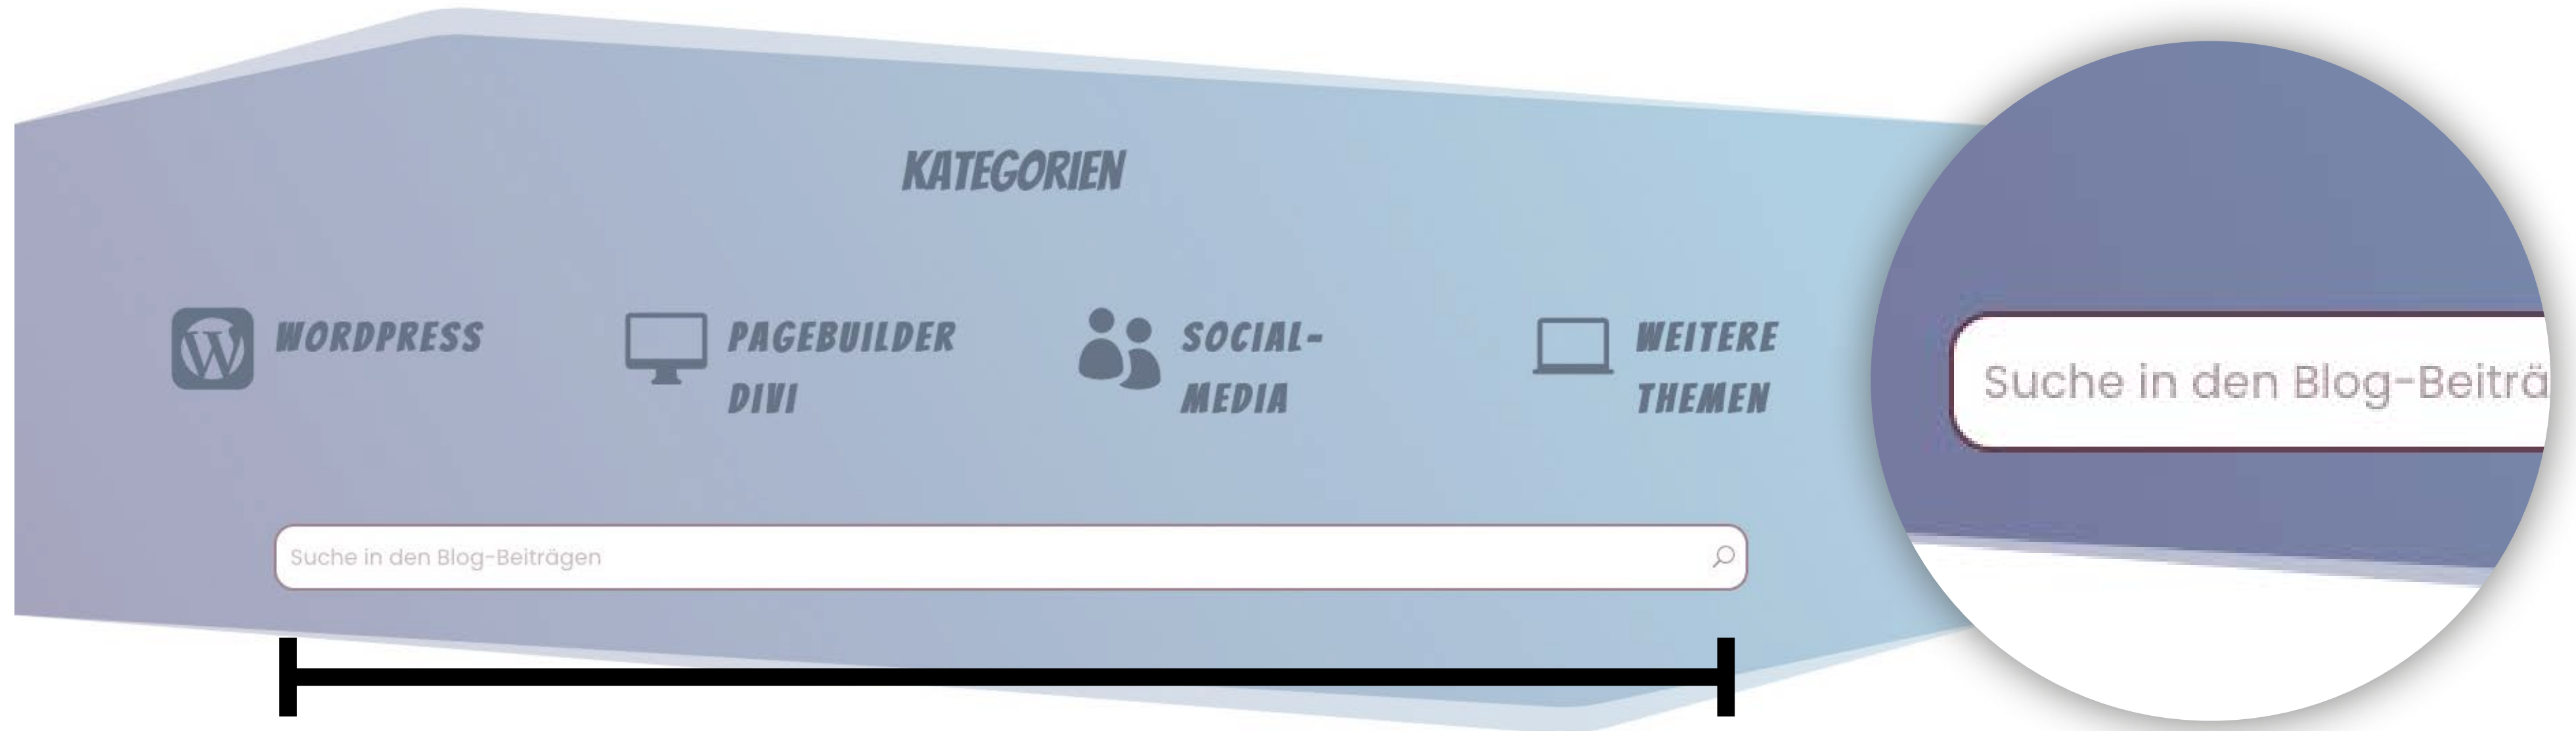 KATEGORIEN
WORDPRESS
PAGEBUILDER
DIVI
SOCIAL-
MEDIA
WEITERE
THEMEN
Suche in den Blog-Beiträgen
Suche in den Blog-Beiträ